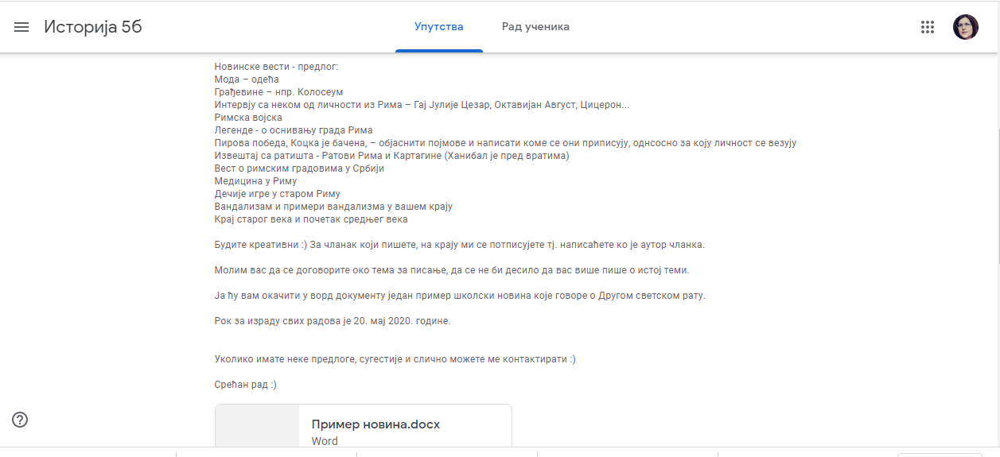 Историја 5б
Упутства
Рад ученика
Новинске вести - предлог:
Мода – одећа
Грађевине – нпр. Колосеум
Интервју са неком од личности из Рима – Гај Јулије Цезар, Октавијан Август, Цицерон...
Римска војска
Легенде - о оснивању града Рима
Пирова победа, Коцка је бачена, – објаснити појмове и написати коме се они приписују, однсосно за коју личност се везују
Извештај са ратишта - Ратови Рима и Картагине (Ханибал је пред вратима)
Вест о римским градовима у Србији
Медицина у Риму
Дечије игре у старом Риму
Вандализам и примери вандализма у вашем крају
Крај старог века и почетак средњег века
Будите креативни :) За чланак који пишете, на крају ми се потписујете тј. написаћете ко је аутор чланка.
Молим вас да се договорите око тема за писање, да се не би десило да вас више пише о истој теми.
Ја ћу вам окачити у ворд документу један пример школски новина које говоре о Другом светском рату.
Рок за израду свих радова је 20. мај 2020. године.
Уколико имате неке предлоге, сугестије и слично можете ме контактирати :)
Срећан рад :)
Пример новина.docx
Word